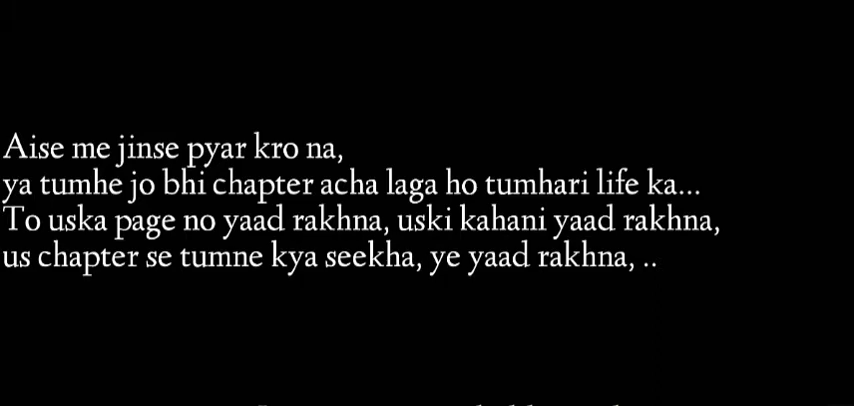 Aise me jinse pyar kro na,
ya tumhe jo bhi chapter acha laga ho tumhari life ka...
To uska page no yaad rakhna, uski kahani yaad rakhna,
us chapter se tumne kya seekha, ye yaad rakhna, ..